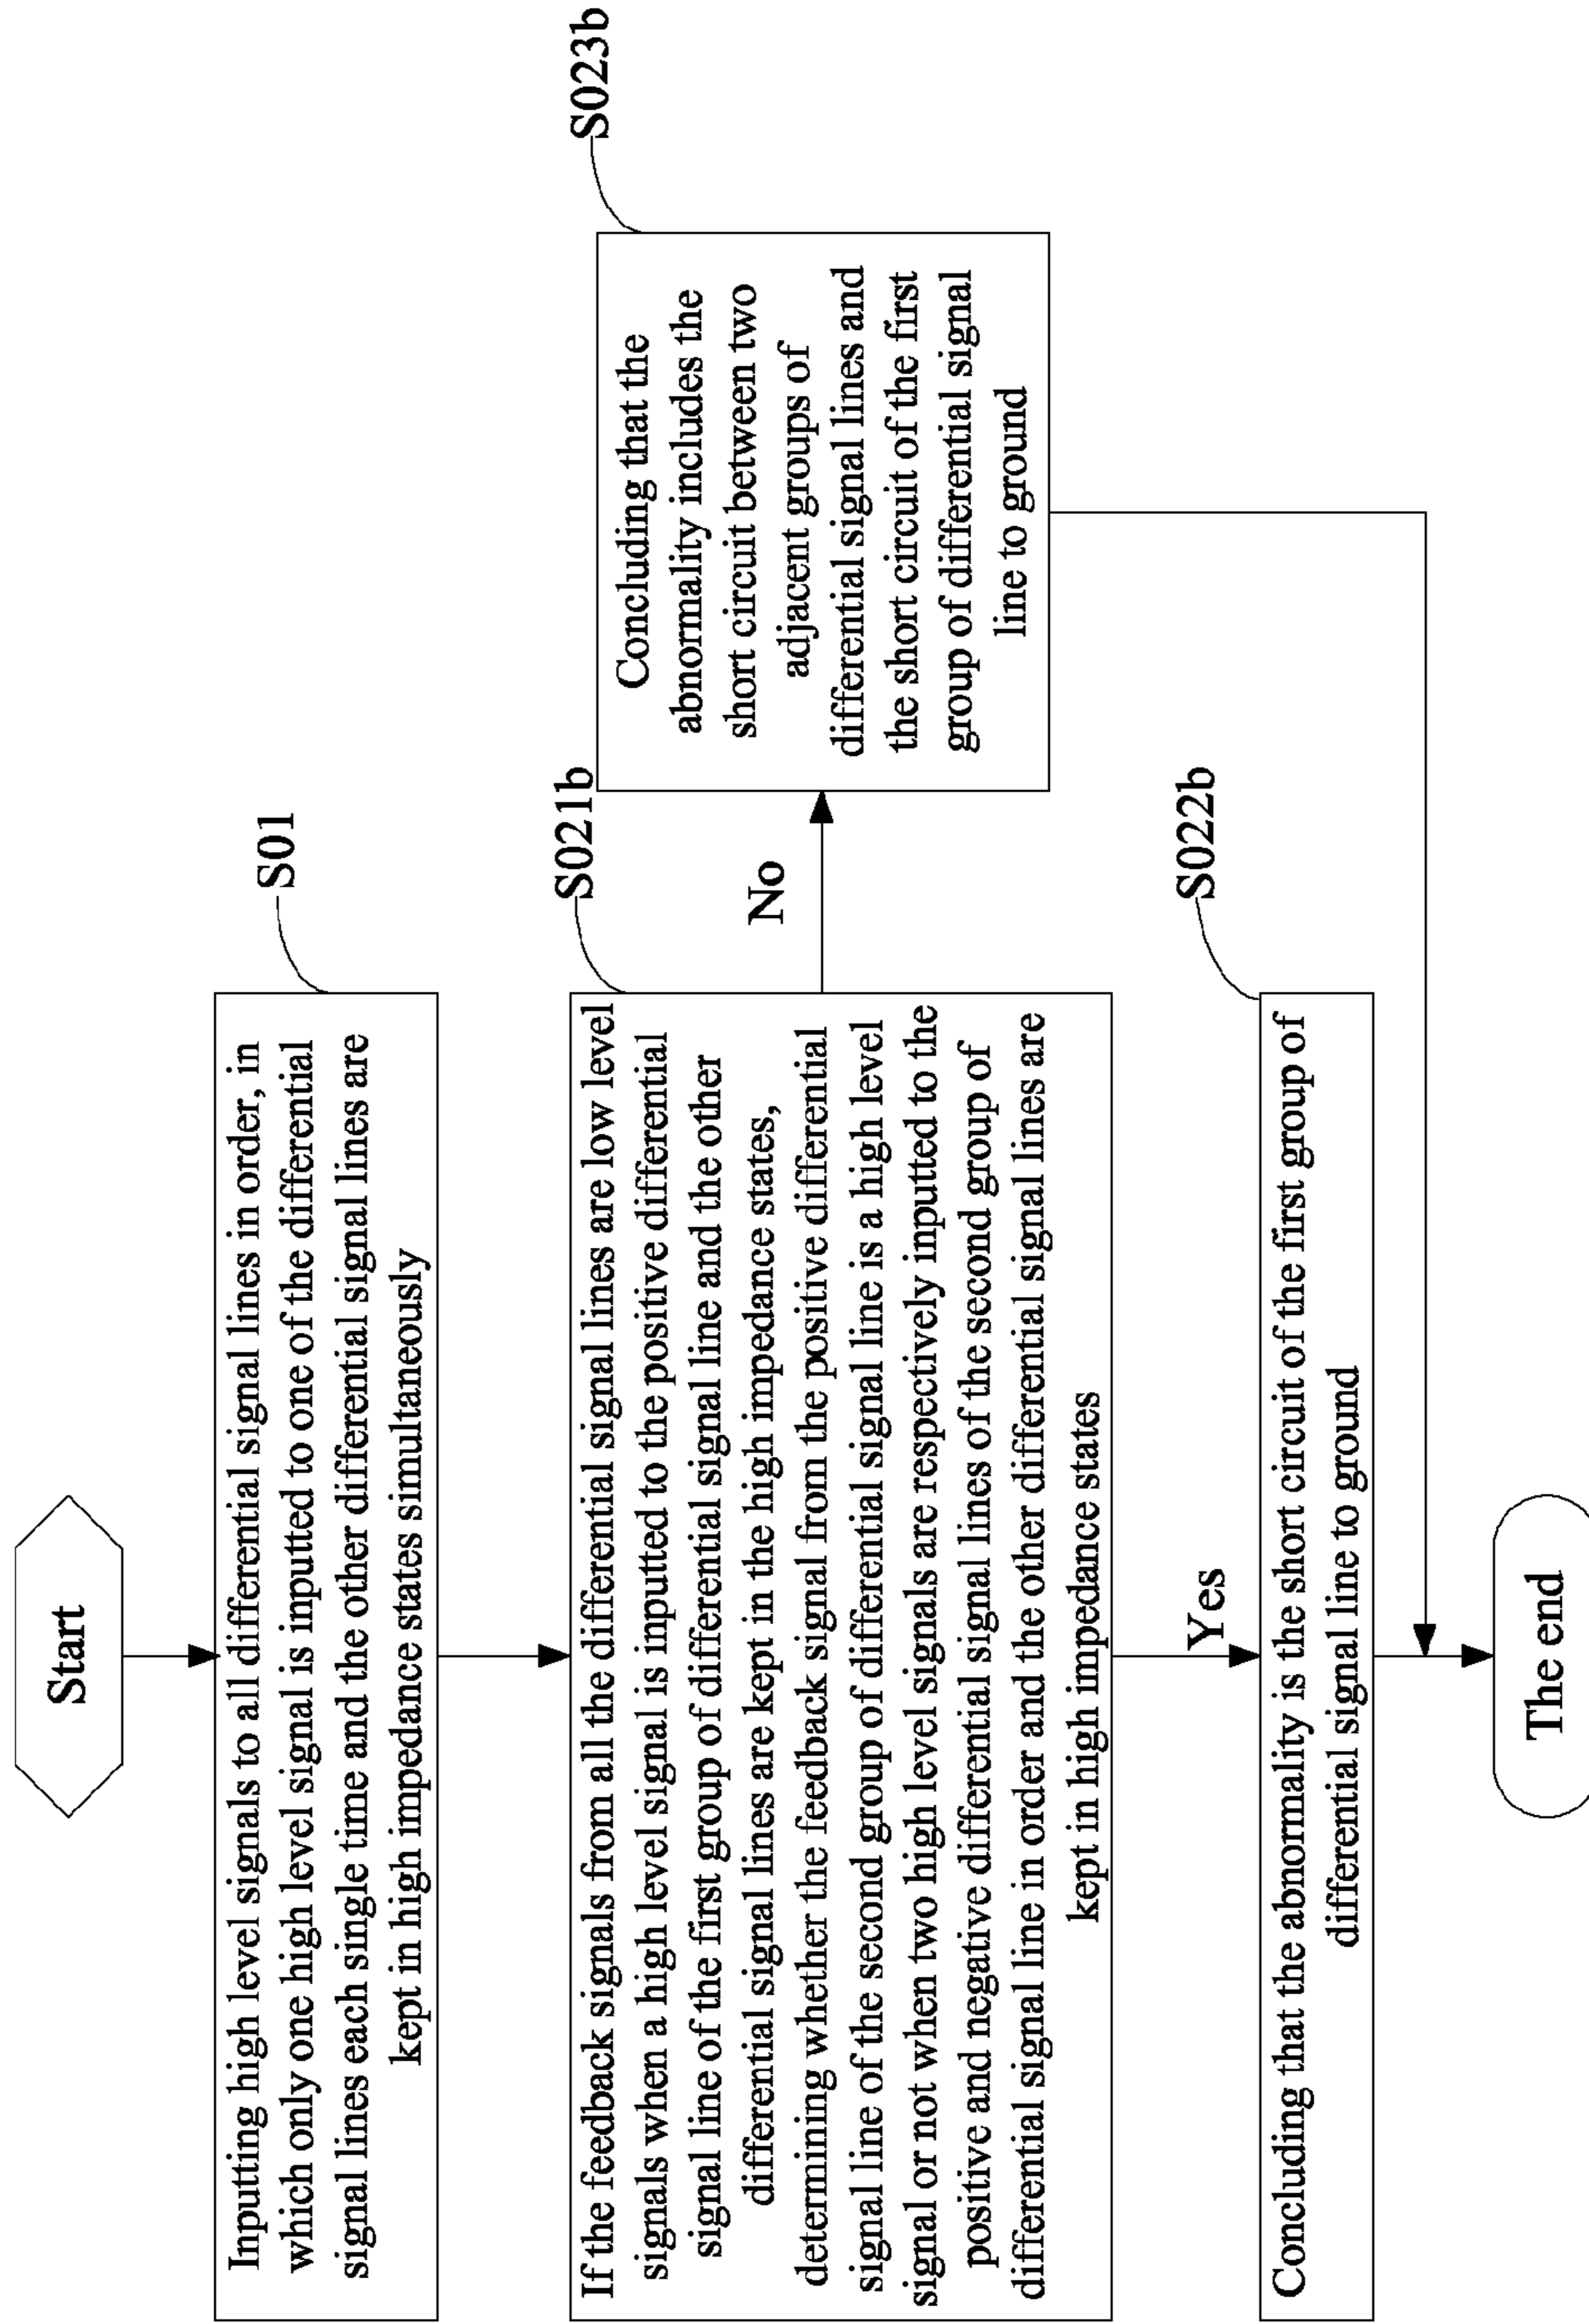 Start
S01
Inputting high level signals to all differential signal lines in order, in
which only one high level signal is inputted to one of the differential
signal lines each single time and the other differential signal lines are
kept in high impedance states simultaneously
S021b
If the feedback signals from all the differential signal lines are low level
signals when a high level signal is inputted to the positive differential
signal line of the first group of differential signal line and the other
differential signal lines are kept in the high impedance states,
determining whether the feedback signal from the positive differential
signal line of the second group of differential signal line is a high level
signal or not when two high level signals are respectively inputted to the
positive and negative differential signal lines of the second group of
differential signal line in order and the other differential signal lines are
kept in high impedance states
No
S023b
Concluding that the
abnormality includes the
short circuit between two
adjacent groups of
differential signal lines and
the short circuit of the first
group of differential signal
line to ground
Yes
S022b
Concluding that the abnormality is the short circuit of the first group of
differential signal line to ground
The end